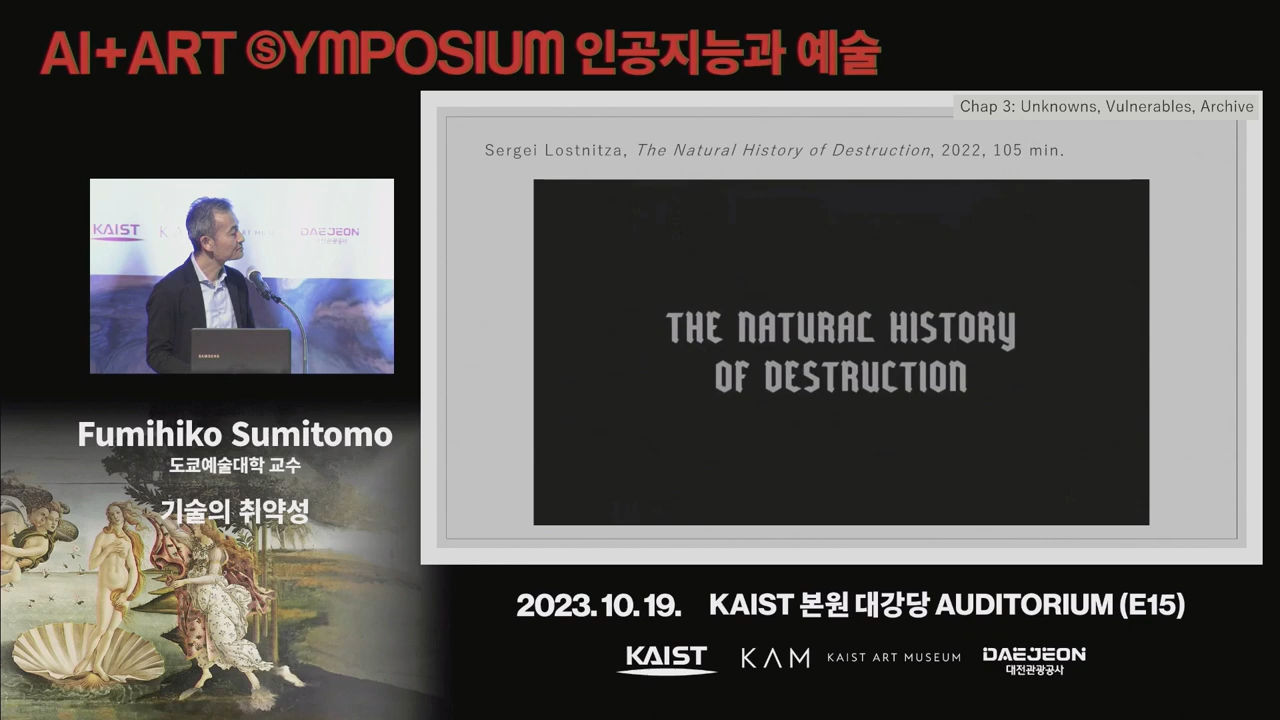 AI+ART ⓢYMPOSIUM 인공지능과 예술
Chap 3: Unknowns, Vulnerables, Archive
Sergei Lostnitza, The Natural History of Destruction, 2022, 105 min.
THE NATURAL HISTORY
OF DESTRUCTION
KAIST
DAEJEON
SAMSUNG
Fumihiko Sumitomo
도쿄예술대학 교수
기술의 취약성
2023. 10. 19. KAIST 본원 대강당 AUDITORIUM (E15)
KAIST KAM KAIST ART MUSEUM DAEJEON
대전관광공사